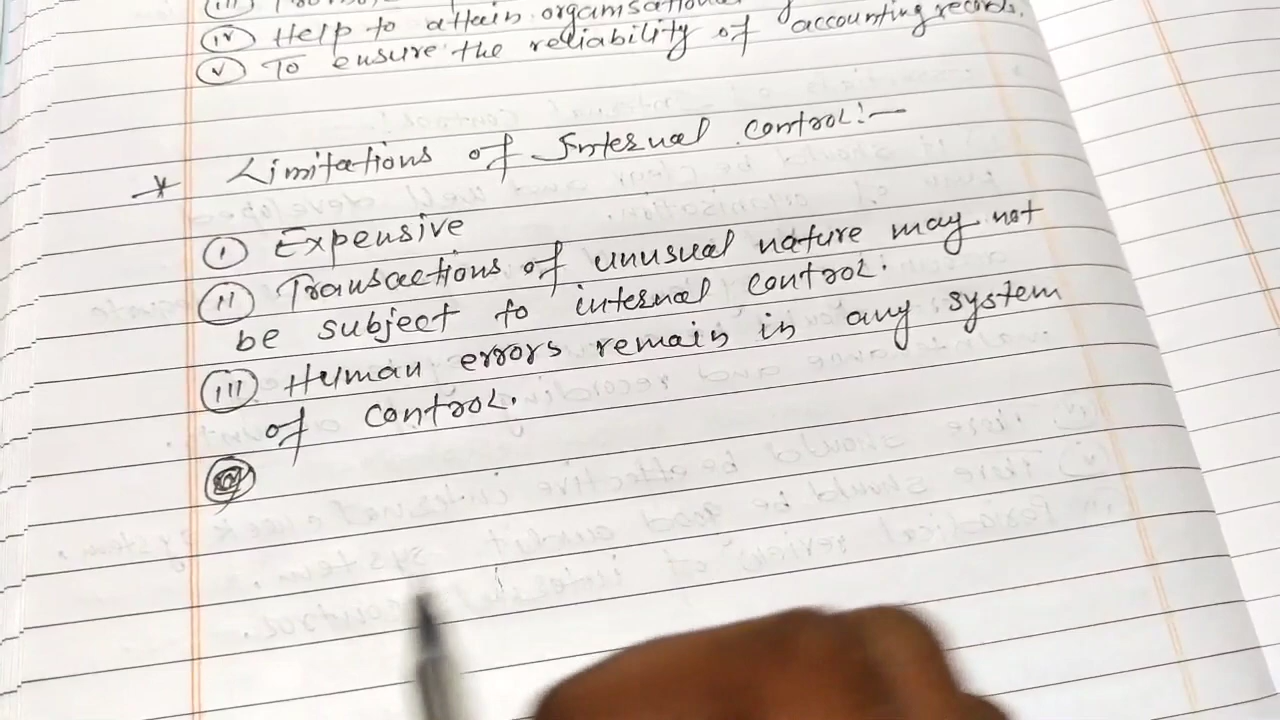 (iii)
(iv) Help to attain organisational
(v) To ensure the reliability of accounting records.
* Limitations of Internal control:-
(i) Expensive
(ii) Transactions of unusual nature may not
be subject to internal control.
(iii) Human errors remain in any system
of control.